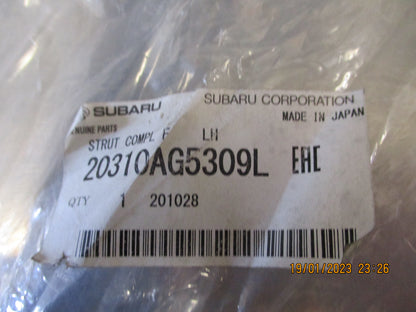 SUBARU SUBARU CORPORATION
GENUINE PARTS MADE IN JAPAN
STRUT COMPL F LH
20310AG5309L EAC
QTY 1 201028
19/01/2023 23:26